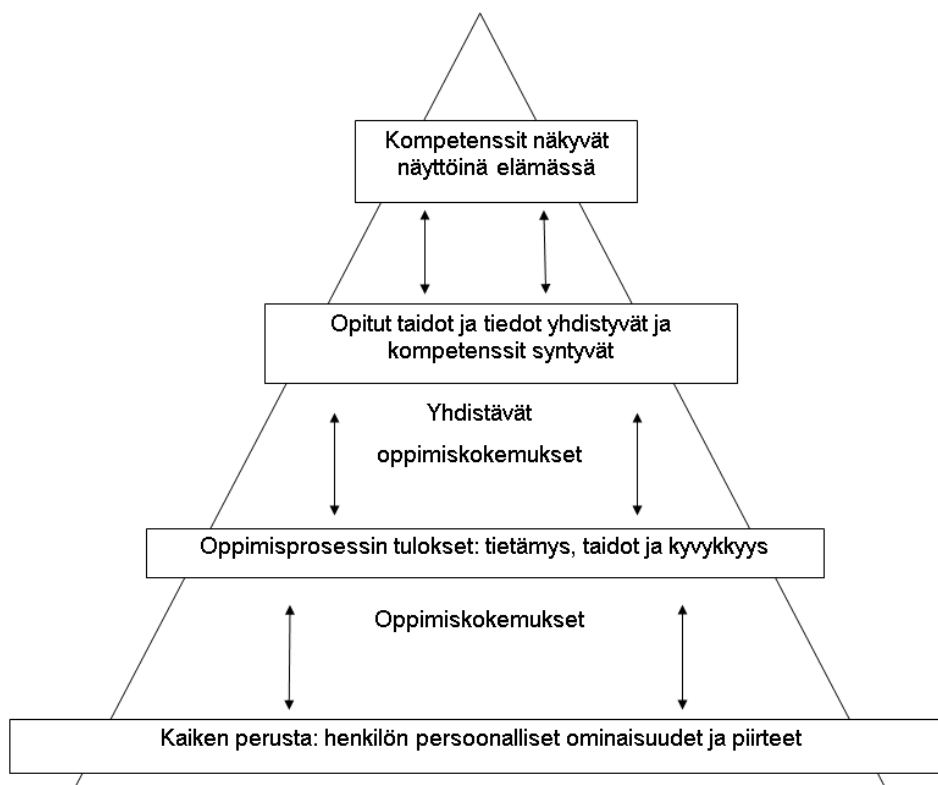 Kompetenssit näkyvät
näyttöinä elämässä
Opitut taidot ja tiedot yhdistyvät ja
kompetenssit syntyvät
Yhdistävät
oppimiskokemukset
Oppimisprosessin tulokset: tietämys, taidot ja kyvykkyys
Oppimiskokemukset
Kaiken perusta: henkilön persoonalliset ominaisuudet ja piirteet